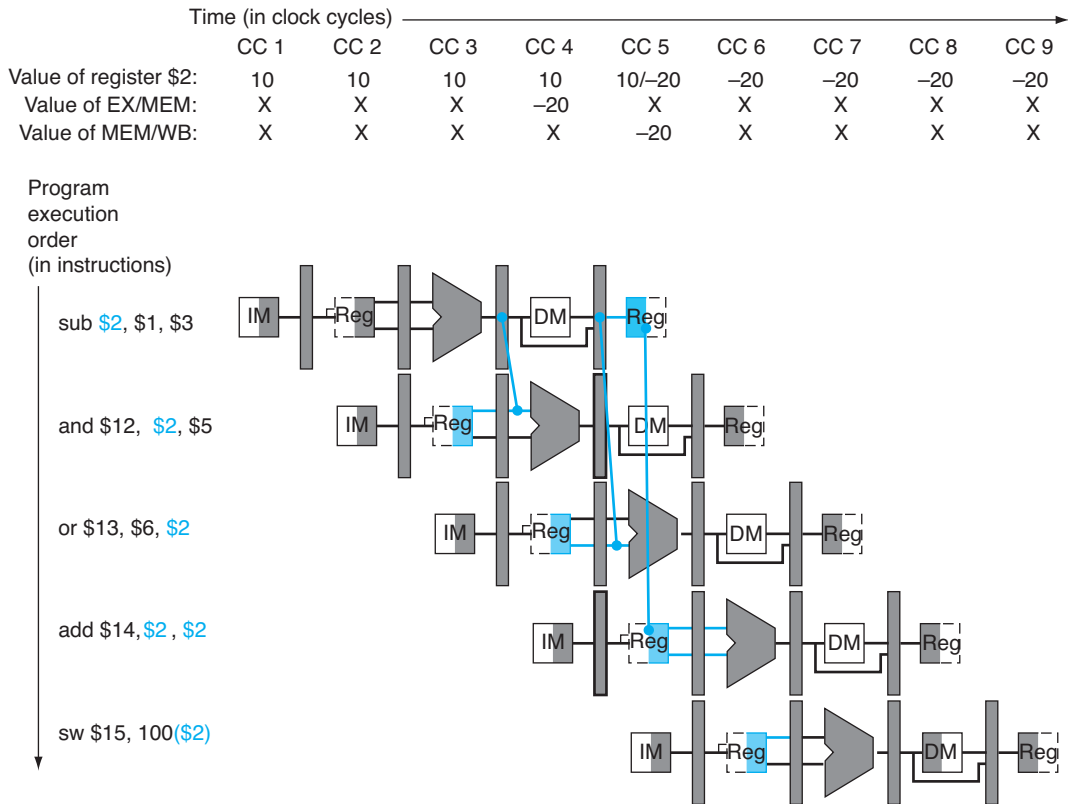 Time (in clock cycles)
CC 1 CC 2 CC 3 CC 4 CC 5 CC 6 CC 7 CC 8 CC 9
Value of register $2: 10 10 10 10 10/–20 –20 –20 –20 –20
Value of EX/MEM: X X X –20 X X X X X
Value of MEM/WB: X X X X –20 X X X X
Program
execution
order
(in instructions)
sub $2, $1, $3
IM Reg DM Reg
and $12, $2, $5
IM Reg DM Reg
or $13, $6, $2
IM Reg DM Reg
add $14, $2 , $2
IM Reg DM Reg
sw $15, 100($2)
IM Reg DM Reg